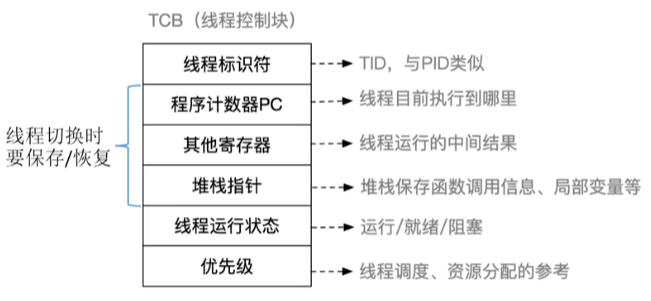 TCB（线程控制块）
线程标识符
TID，与PID类似
程序计数器PC
线程目前执行到哪里
线程切换时
要保存/恢复
其他寄存器
线程运行的中间结果
堆栈指针
堆栈保存函数调用信息、局部变量等
线程运行状态
运行/就绪/阻塞
优先级
线程调度、资源分配的参考